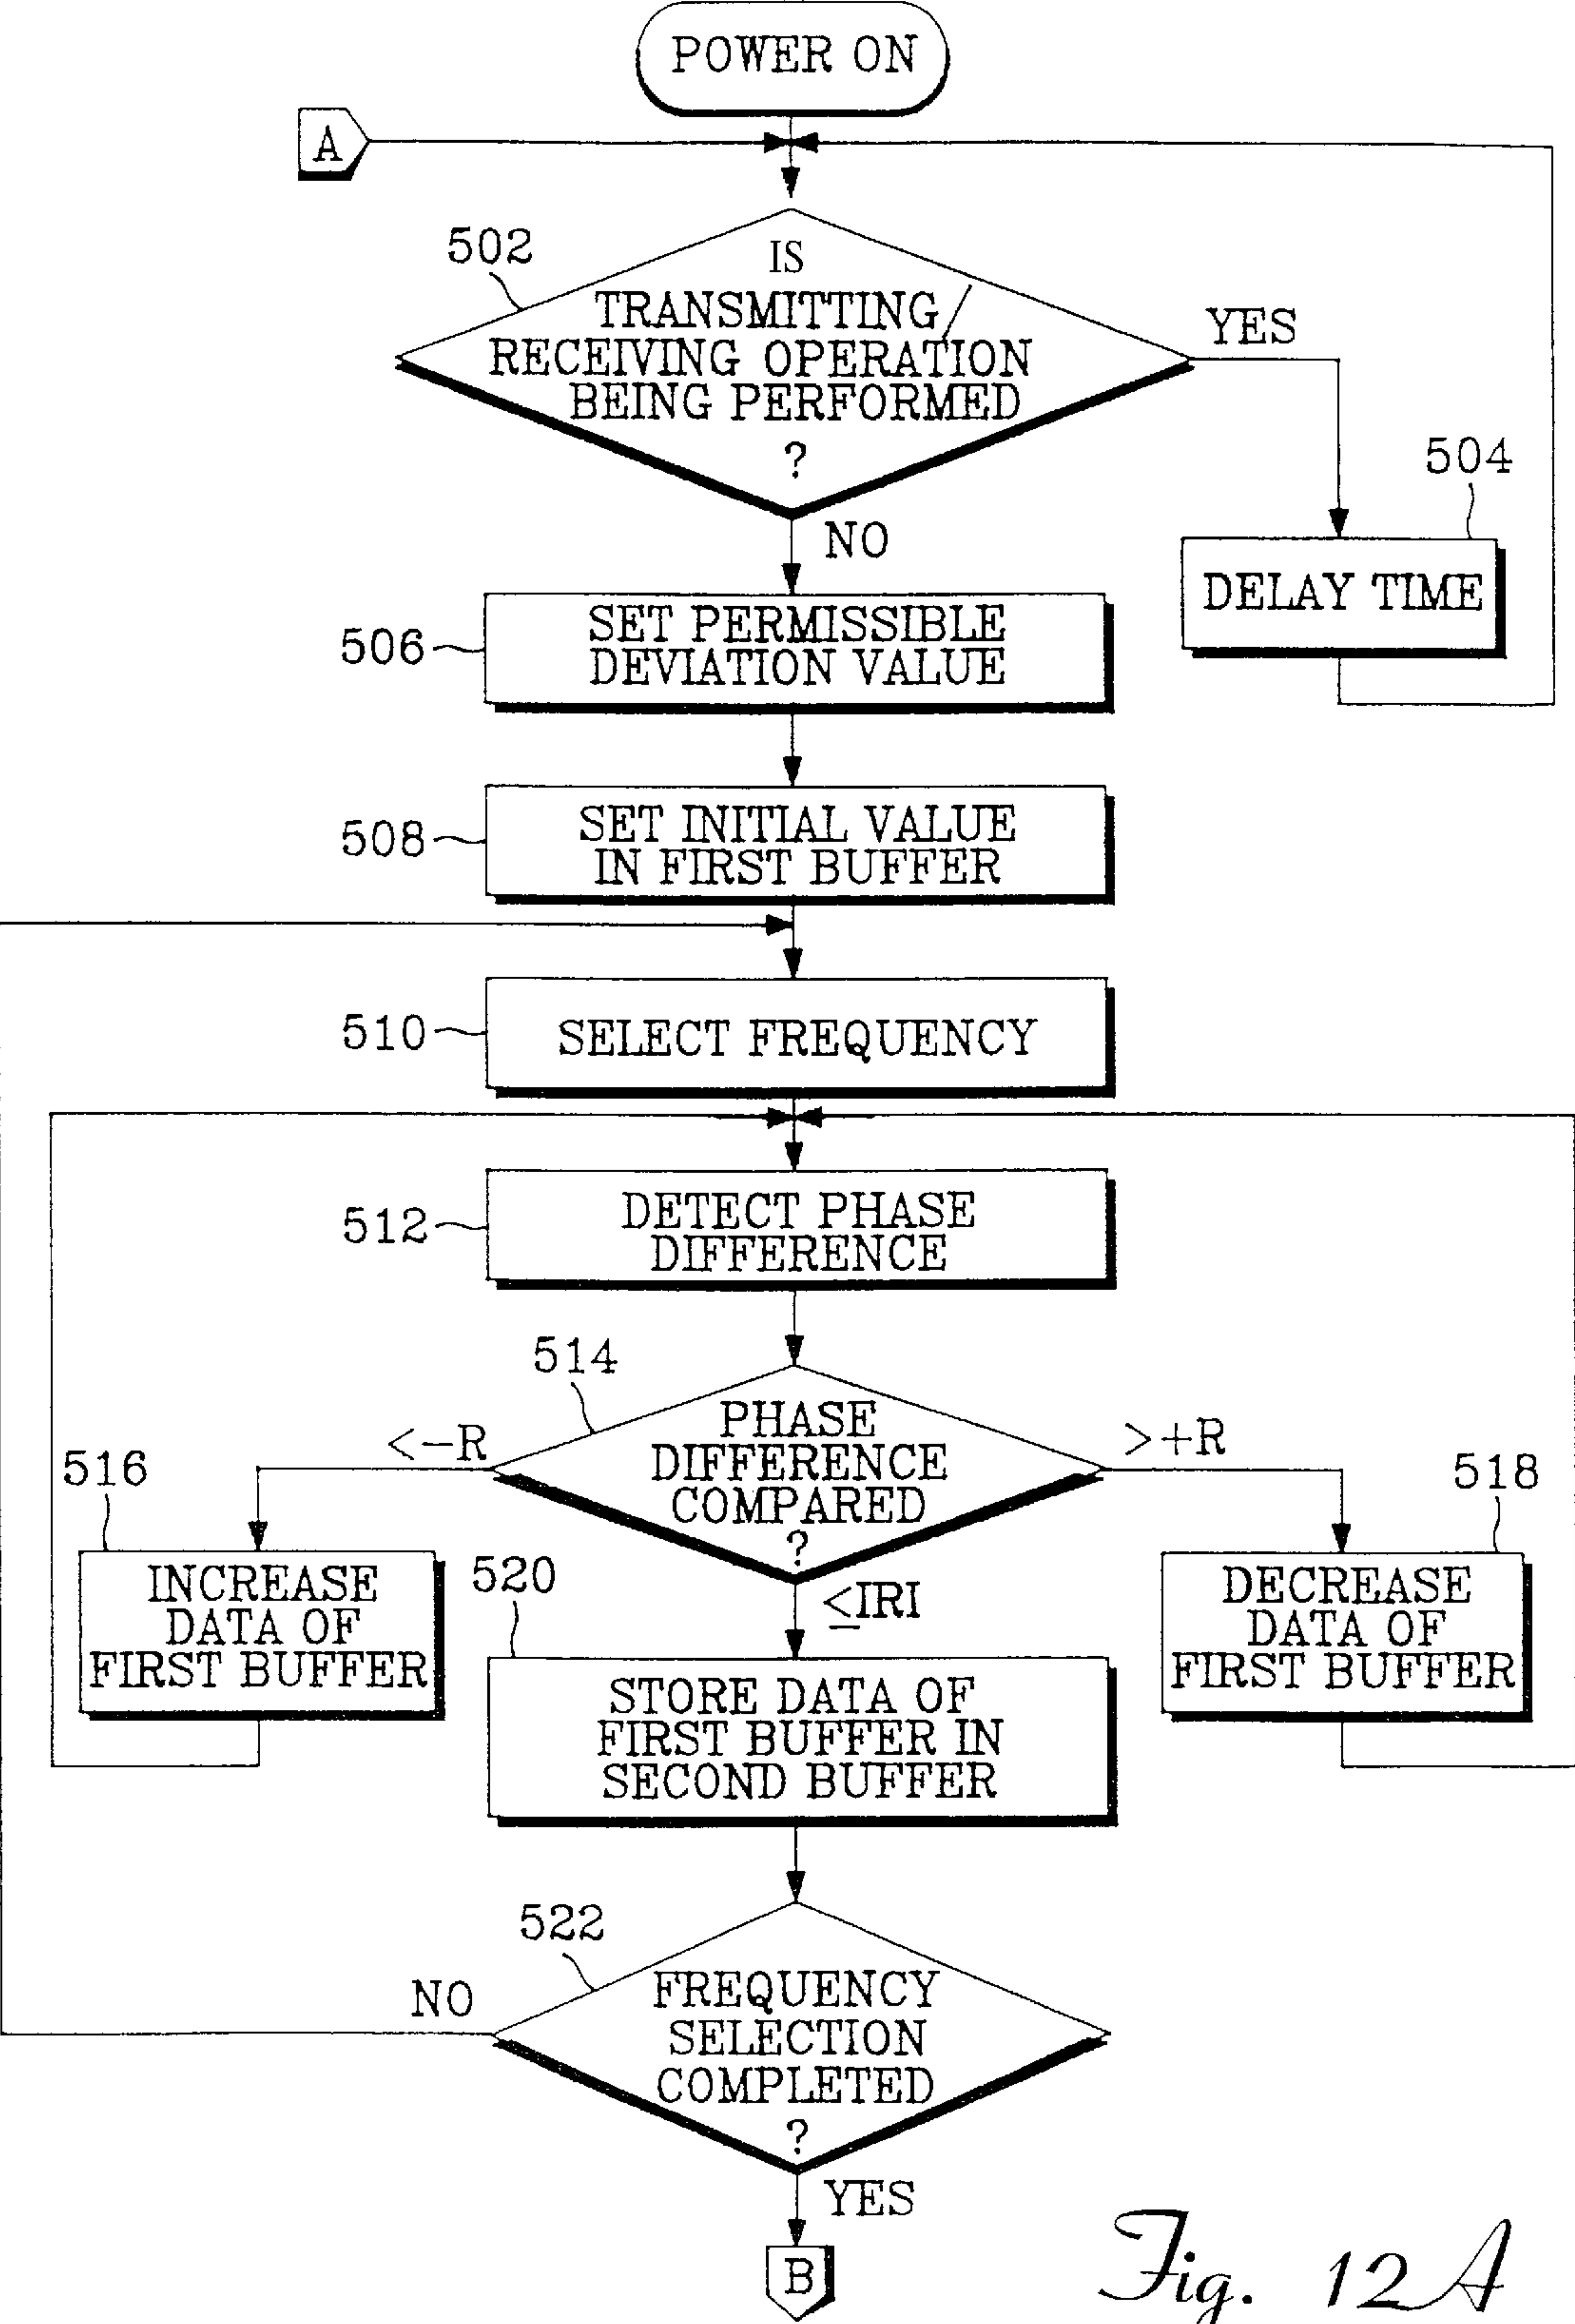 POWER ON
A
502
IS
TRANSMITTING/
RECEIVING OPERATION
BEING PERFORMED
?
YES
504
NO
DELAY TIME
506
SET PERMISSIBLE
DEVIATION VALUE
508
SET INITIAL VALUE
IN FIRST BUFFER
510
SELECT FREQUENCY
512
DETECT PHASE
DIFFERENCE
514
PHASE
DIFFERENCE
COMPARED
?
<-R
>+R
516
INCREASE
DATA OF
FIRST BUFFER
518
DECREASE
DATA OF
FIRST BUFFER
≤IRI
520
STORE DATA OF
FIRST BUFFER IN
SECOND BUFFER
522
FREQUENCY
SELECTION
COMPLETED
?
NO
YES
B
Fig. 12A